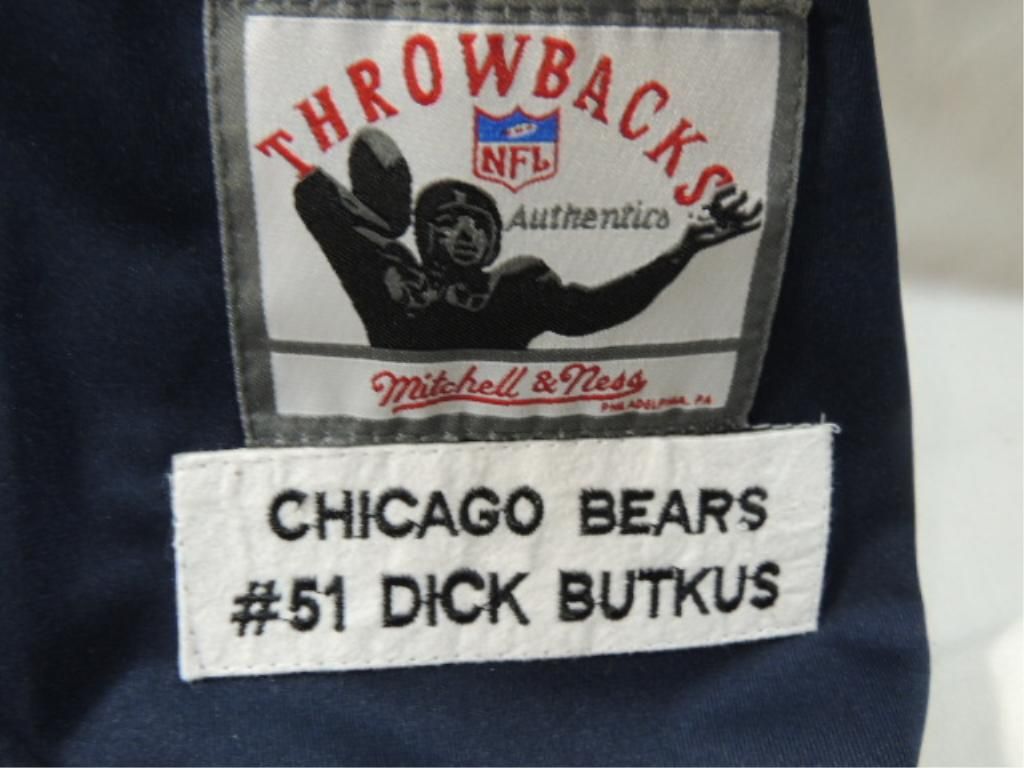 THROWBACKS
NFL
Authentics
Mitchell & Ness
PHILADELPHIA, PA
CHICAGO BEARS
#51 DICK BUTKUS